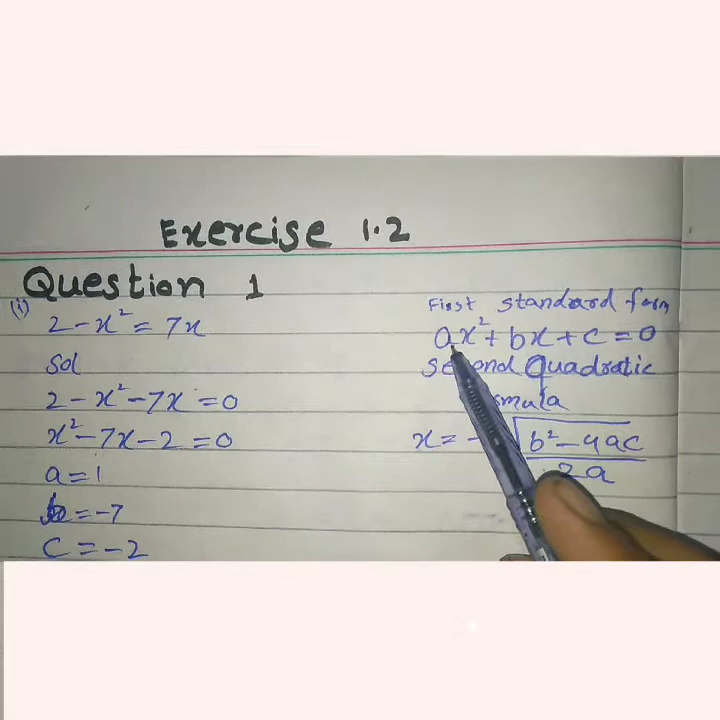 Exercise 1.2
Question 1
(i)
2-x²=7x
Sol
2-x²-7x=0
x²-7x-2=0
a=1
b=-7
c=-2
First standard form
ax²+bx+c=0
Quadratic
x=-√b²-4ac
2a